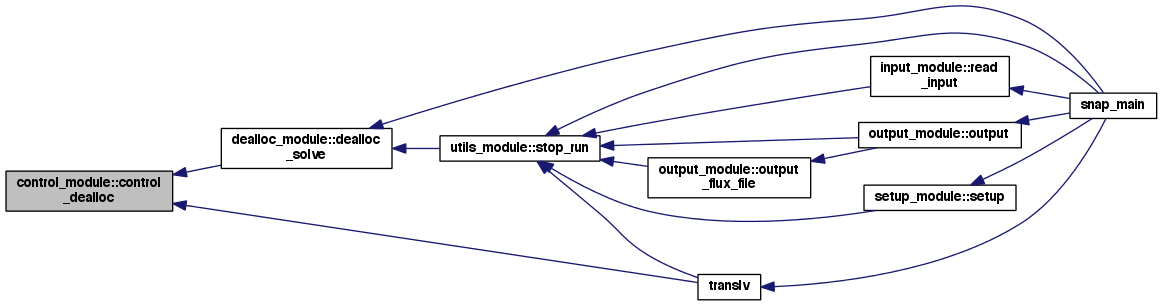 control_module::control
_dealloc
dealloc_module::dealloc
_solve
utils_module::stop_run
input_module::read
_input
output_module::output
output_module::output
_flux_file
setup_module::setup
translv
snap_main